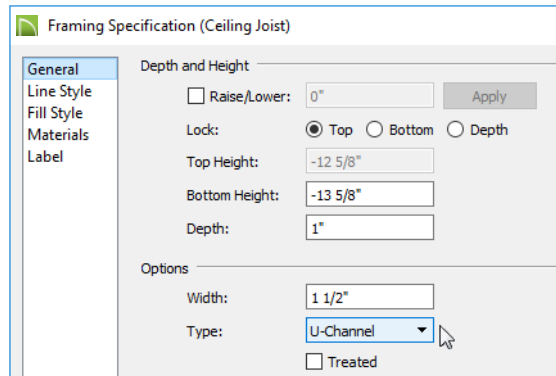 Framing Specification (Ceiling Joist)
General
Line Style
Fill Style
Materials
Label
Depth and Height
Raise/Lower: 0" Apply
Lock: Top Bottom Depth
Top Height: -12 5/8"
Bottom Height: -13 5/8"
Depth: 1"
Options
Width: 1 1/2"
Type: U-Channel
Treated